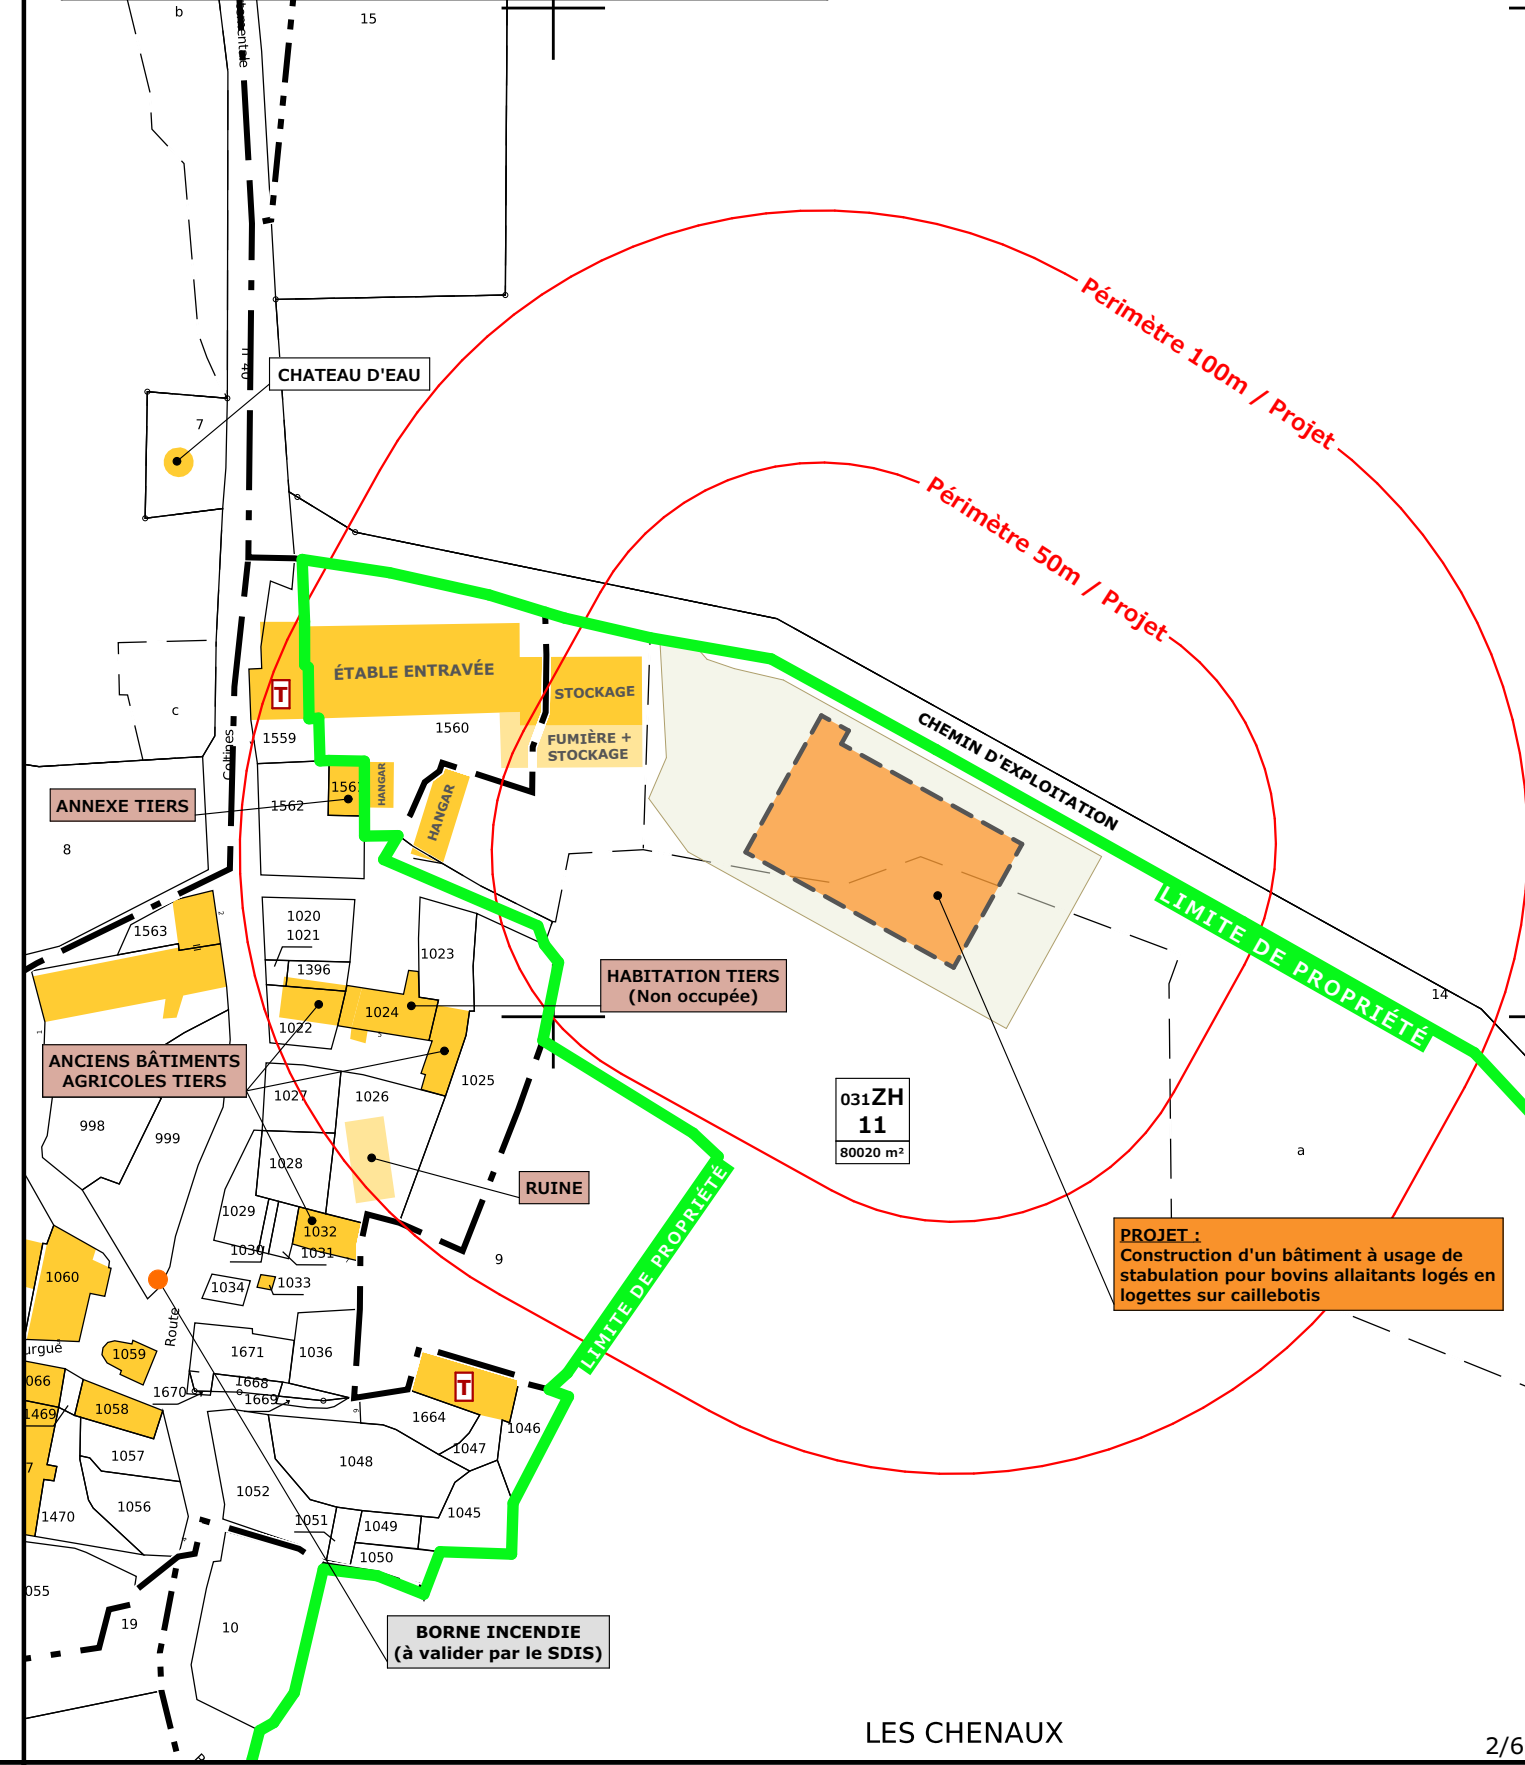 b
15
7
CHATEAU D'EAU
Périmètre 100m / Projet
Périmètre 50m / Projet
ÉTABLE ENTRAVÉE
STOCKAGE
T
c
1559
1560
FUMIÈRE +
STOCKAGE
CHEMIN D'EXPLOITATION
Coltines
HANGAR
HANGAR
ANNEXE TIERS
1562
8
LIMITE DE PROPRIÉTÉ
14
1563
1020
1021
1023
1396
HABITATION TIERS
(Non occupée)
1024
1022
ANCIENS BÂTIMENTS
AGRICOLES TIERS
1025
1027
1026
031ZH
11
80020 m²
998
999
a
1028
RUINE
LIMITE DE PROPRIÉTÉ
1029
1032
1030
1031
9
PROJET :
Construction d'un bâtiment à usage de
stabulation pour bovins allaitants logés en
logettes sur caillebotis
1060
1034
1033
Route
1059
1671
1036
1668
1670
1669
T
1469
1058
1664
1046
1047
1057
1048
1052
1056
1470
1051
1049
1045
1050
19
10
BORNE INCENDIE
(à valider par le SDIS)
LES CHENAUX
2/6